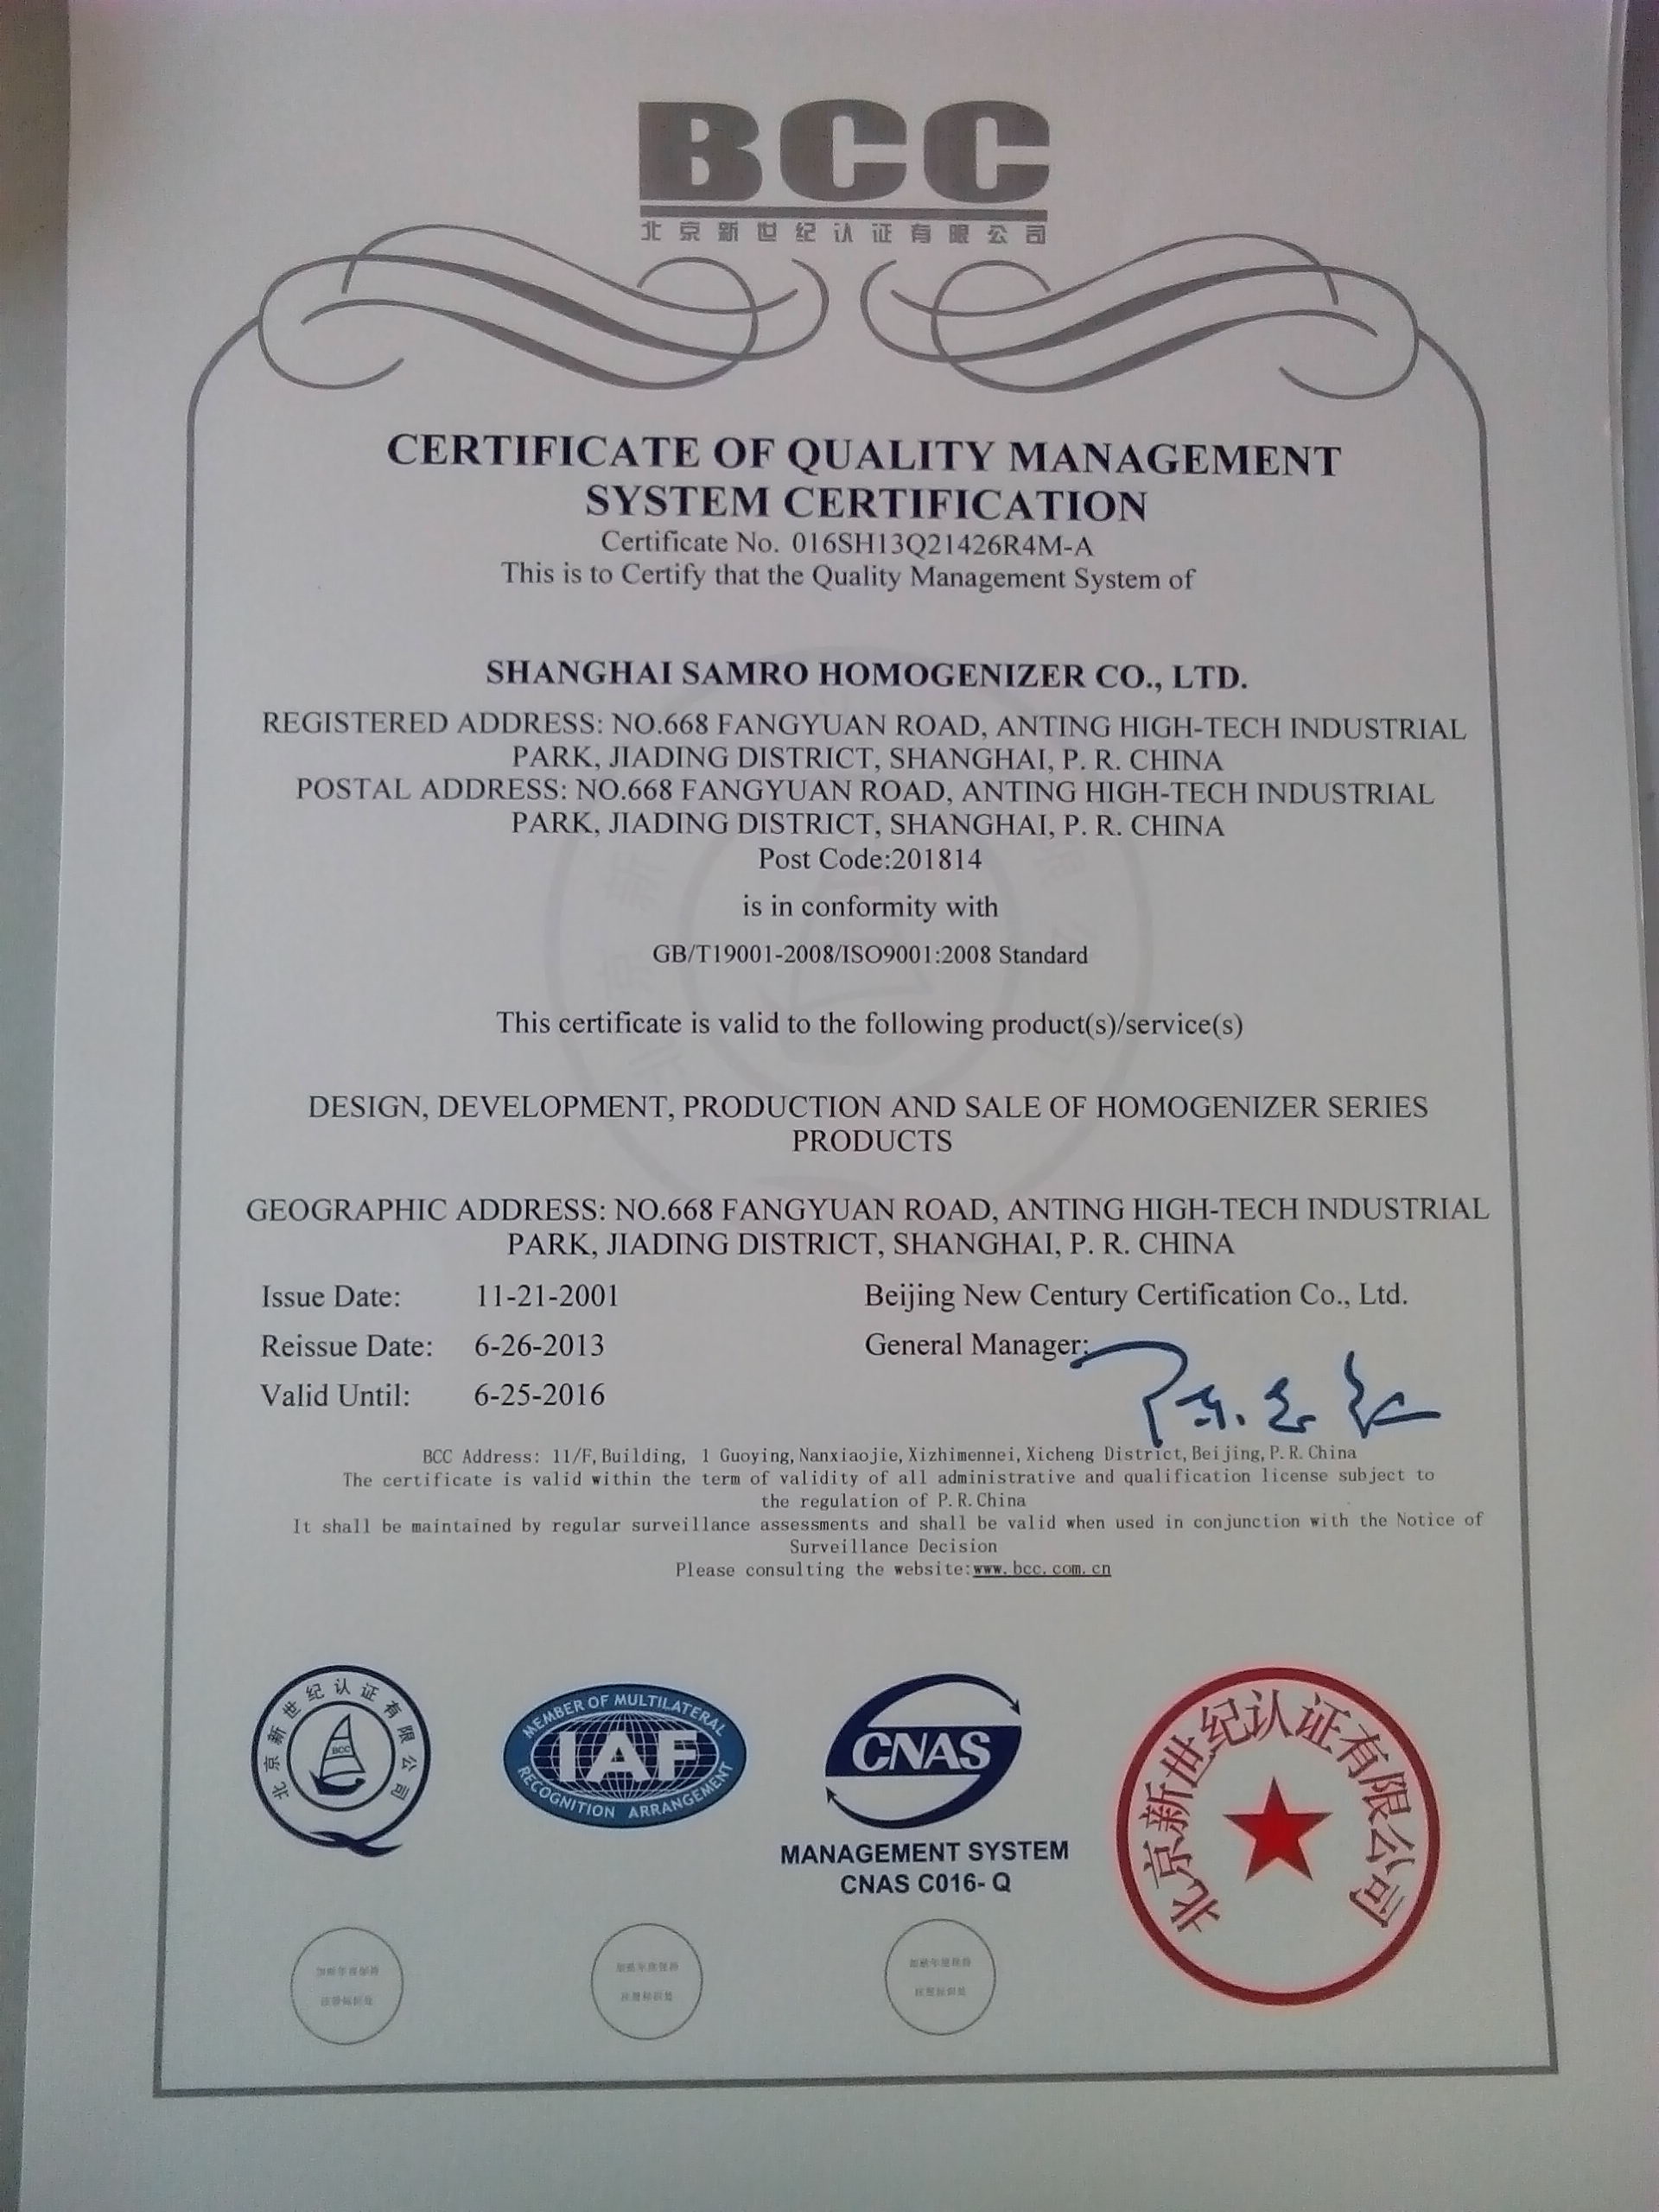 BCC
北京新世纪认证有限公司
CERTIFICATE OF QUALITY MANAGEMENT
SYSTEM CERTIFICATION
Certificate No. 016SH13Q21426R4M-A
This is to Certify that the Quality Management System of
SHANGHAI SAMRO HOMOGENIZER CO., LTD.
REGISTERED ADDRESS: NO.668 FANGYUAN ROAD, ANTING HIGH-TECH INDUSTRIAL
PARK, JIADING DISTRICT, SHANGHAI, P. R. CHINA
POSTAL ADDRESS: NO.668 FANGYUAN ROAD, ANTING HIGH-TECH INDUSTRIAL
PARK, JIADING DISTRICT, SHANGHAI, P. R. CHINA
Post Code:201814
is in conformity with
GB/T19001-2008/ISO9001:2008 Standard
This certificate is valid to the following product(s)/service(s)
DESIGN, DEVELOPMENT, PRODUCTION AND SALE OF HOMOGENIZER SERIES
PRODUCTS
GEOGRAPHIC ADDRESS: NO.668 FANGYUAN ROAD, ANTING HIGH-TECH INDUSTRIAL
PARK, JIADING DISTRICT, SHANGHAI, P. R. CHINA
Issue Date: 11-21-2001 Beijing New Century Certification Co., Ltd.
Reissue Date: 6-26-2013 General Manager:
Valid Until: 6-25-2016
BCC Address: 11/F,Building, 1 Guoying,Nanxiaojie,Xizhimennei,Xicheng District,Beijing,P.R.China
The certificate is valid within the term of validity of all administrative and qualification license subject to
the regulation of P.R.China
It shall be maintained by regular surveillance assessments and shall be valid when used in conjunction with the Notice of
Surveillance Decision
Please consulting the website:www.bcc.com.cn
北京新世纪认证有限公司
BCC
MEMBER OF MULTILATERAL
IAF
RECOGNITION ARRANGEMENT
CNAS
MANAGEMENT SYSTEM
CNAS C016- Q
北京新世纪认证有限公司